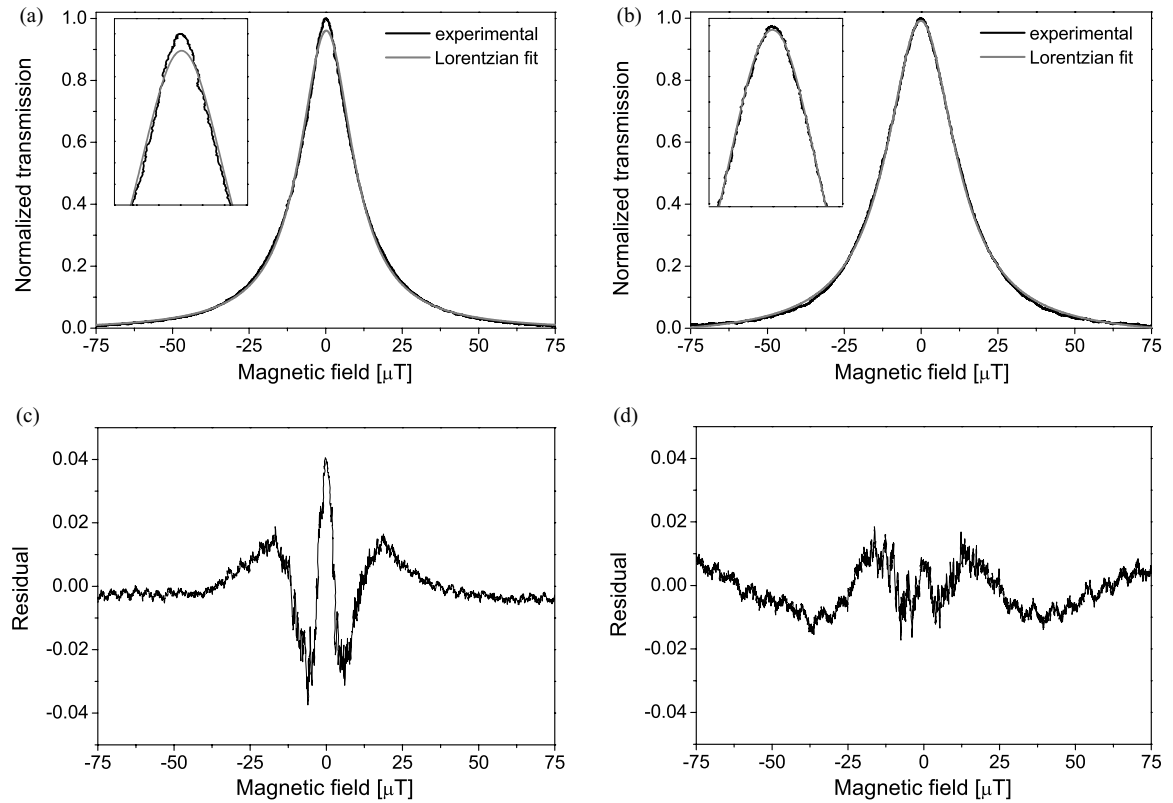 (a)
1.0
0.8
0.6
0.4
0.2
0.0
Normalized transmission
experimental
Lorentzian fit
-75 -50 -25 0 25 50 75
Magnetic field [μT]
(b)
1.0
0.8
0.6
0.4
0.2
0.0
Normalized transmission
experimental
Lorentzian fit
-75 -50 -25 0 25 50 75
Magnetic field [μT]
(c)
0.04
0.02
0.00
-0.02
-0.04
Residual
-75 -50 -25 0 25 50 75
Magnetic field [μT]
(d)
0.04
0.02
0.00
-0.02
-0.04
Residual
-75 -50 -25 0 25 50 75
Magnetic field [μT]